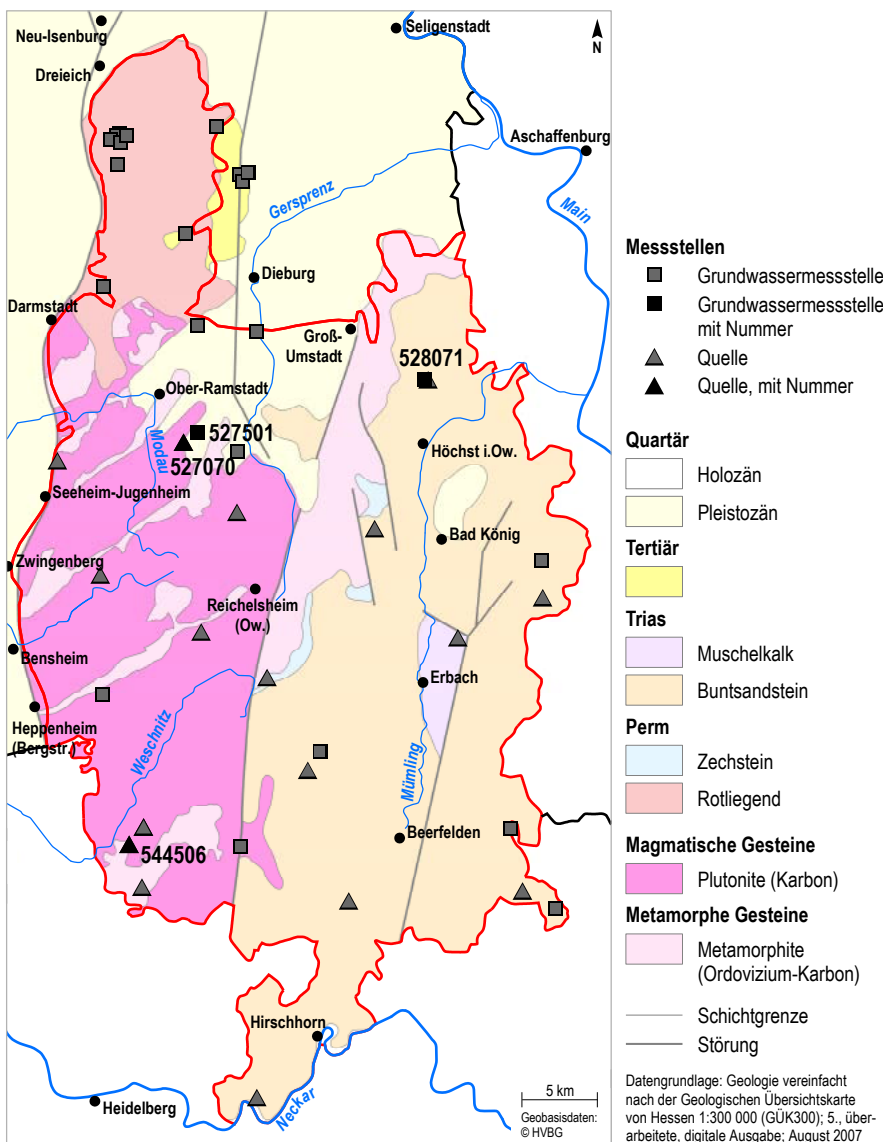 Neu-Isenburg
Dreieich
Seligenstadt
N
Aschaffenburg
Main
Gersprenz
Dieburg
Darmstadt
Groß-
Umstadt
Ober-Ramstadt
528071
527501
527070
Modau
Höchst i.Ow.
Seeheim-Jugenheim
Bad König
Zwingenberg
Reichelsheim
(Ow.)
Bensheim
Erbach
Heppenheim
(Bergstr.)
Weschnitz
Mümling
Beerfelden
544506
Hirschhorn
Neckar
Heidelberg
5 km
Geobasisdaten:
© HVBG
Messstellen
Grundwassermessstelle
Grundwassermessstelle
mit Nummer
Quelle
Quelle, mit Nummer
Quartär
Holozän
Pleistozän
Tertiär
Trias
Muschelkalk
Buntsandstein
Perm
Zechstein
Rotliegend
Magmatische Gesteine
Plutonite (Karbon)
Metamorphe Gesteine
Metamorphite
(Ordovizium-Karbon)
Schichtgrenze
Störung
Datengrundlage: Geologie vereinfacht
nach der Geologischen Übersichtskarte
von Hessen 1:300 000 (GÜK300); 5., über-
arbeitete, digitale Ausgabe; August 2007